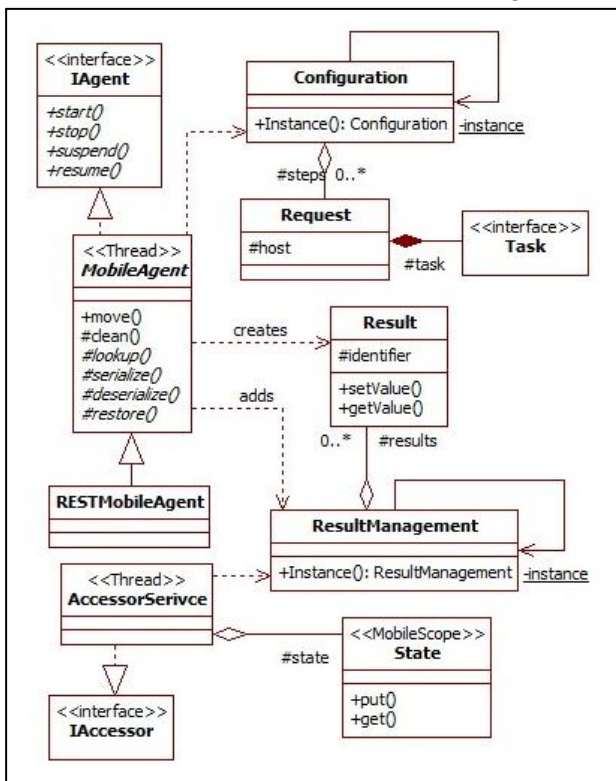 <<interface>>
IAgent
+start()
+stop()
+suspend()
+resume()
Configuration
+Instance(): Configuration
-instance
#steps 0..*
Request
#host
#task
<<interface>>
Task
<<Thread>>
MobileAgent
+move()
#clean()
#lookup()
#serialize()
#deserialize()
#restore()
creates
adds
Result
#identifier
+setValue()
+getValue()
0..* #results
RESTMobileAgent
ResultManagement
+Instance(): ResultManagement
-instance
<<Thread>>
AccessorSerivce
#state
<<MobileScope>>
State
+put()
+get()
<<interface>>
IAccessor